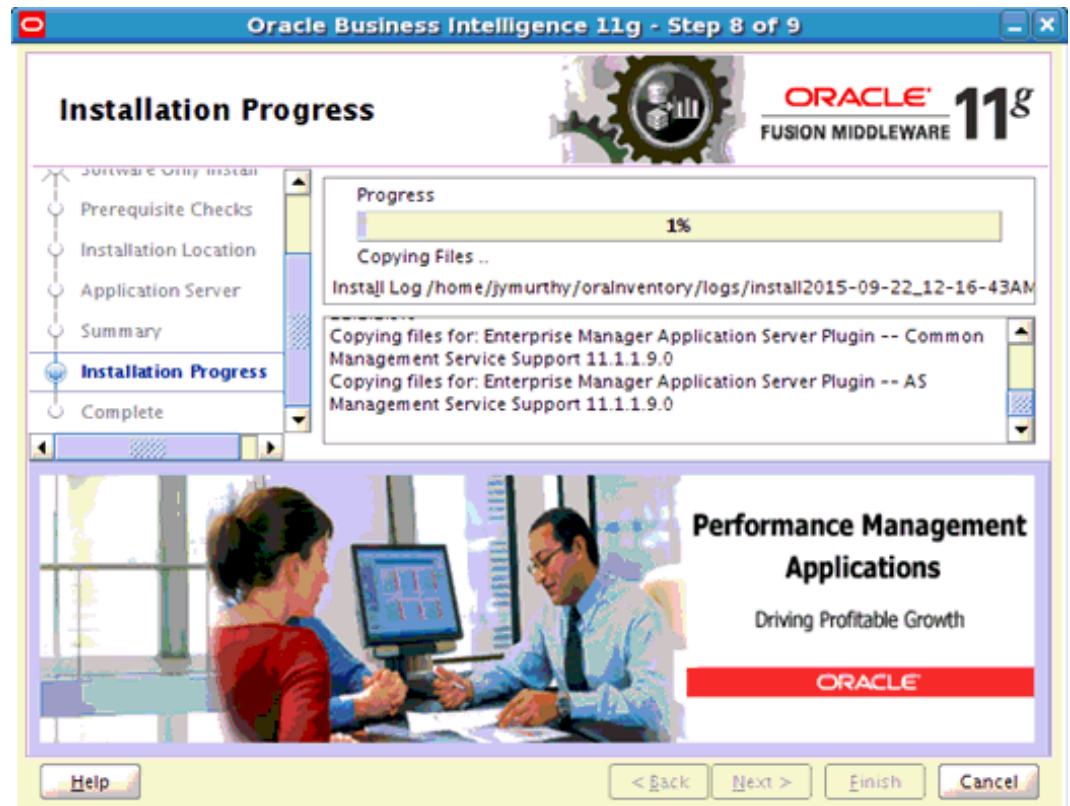 Oracle Business Intelligence 11g - Step 8 of 9
Installation Progress
ORACLE
FUSION MIDDLEWARE
11g
Software Only Install
Prerequisite Checks
Installation Location
Application Server
Summary
Installation Progress
Complete
Progress
1%
Copying Files ..
Install Log /home/jymurthy/oraInventory/logs/install2015-09-22_12-16-43AM
Copying files for: Enterprise Manager Application Server Plugin -- Common
Management Service Support 11.1.1.9.0
Copying files for: Enterprise Manager Application Server Plugin -- AS
Management Service Support 11.1.1.9.0
Performance Management
Applications
Driving Profitable Growth
ORACLE
Help
< Back
Next >
Finish
Cancel